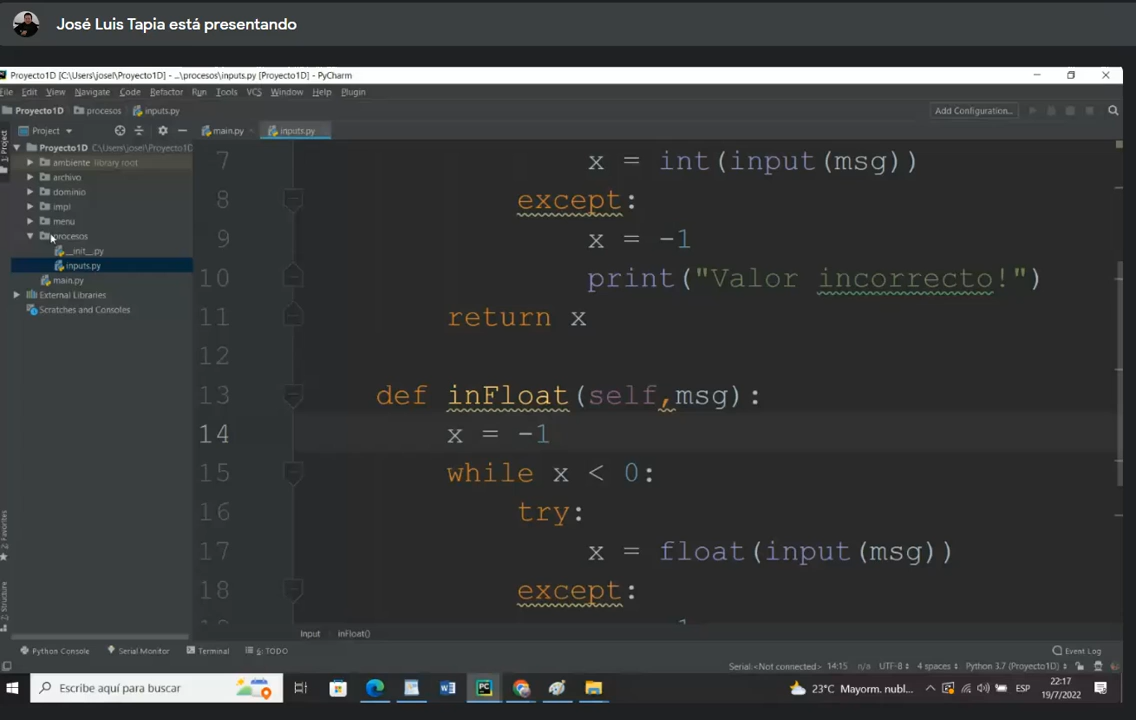 José Luis Tapia está presentando
Proyecto1D [C:\Users\josel\Proyecto1D] - ...\procesos\inputs.py [Proyecto1D] - PyCharm
File Edit View Navigate Code Refactor Run Tools VCS Window Help Plugin
Proyecto1D procesos inputs.py Add Configuration...
Project main.py inputs.py
1: Project
Proyecto1D C:\Users\josel\Proyecto1D
ambiente library root
archivo
dominio
impl
menu
procesos
__init__.py
inputs.py
main.py
External Libraries
Scratches and Consoles
7 x = int(input(msg))
8 except:
9 x = -1
10 print("Valor incorrecto!")
11 return x
12
13 def inFloat(self,msg):
14 x = -1
15 while x < 0:
16 try:
17 x = float(input(msg))
18 except:
2: Favorites
Z: Structure
Input inFloat()
Python Console Serial Monitor Terminal 6: TODO Event Log
Serial:<Not connected> 14:15 n/a UTF-8 4 spaces Python 3.7 (Proyecto1D)
Escribe aquí para buscar 23°C Mayorm. nubl... ESP 22:17
19/7/2022